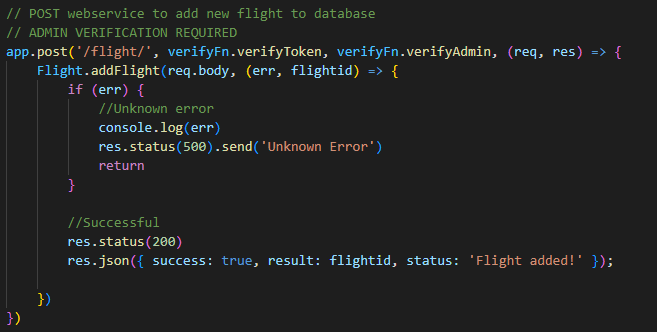 // POST webservice to add new flight to database
// ADMIN VERIFICATION REQUIRED
app.post('/flight/', verifyFn.verifyToken, verifyFn.verifyAdmin, (req, res) => {
    Flight.addFlight(req.body, (err, flightid) => {
        if (err) {
            //Unknown error
            console.log(err)
            res.status(500).send('Unknown Error')
            return
        }

        //Successful
        res.status(200)
        res.json({ success: true, result: flightid, status: 'Flight added!' });

    })
})